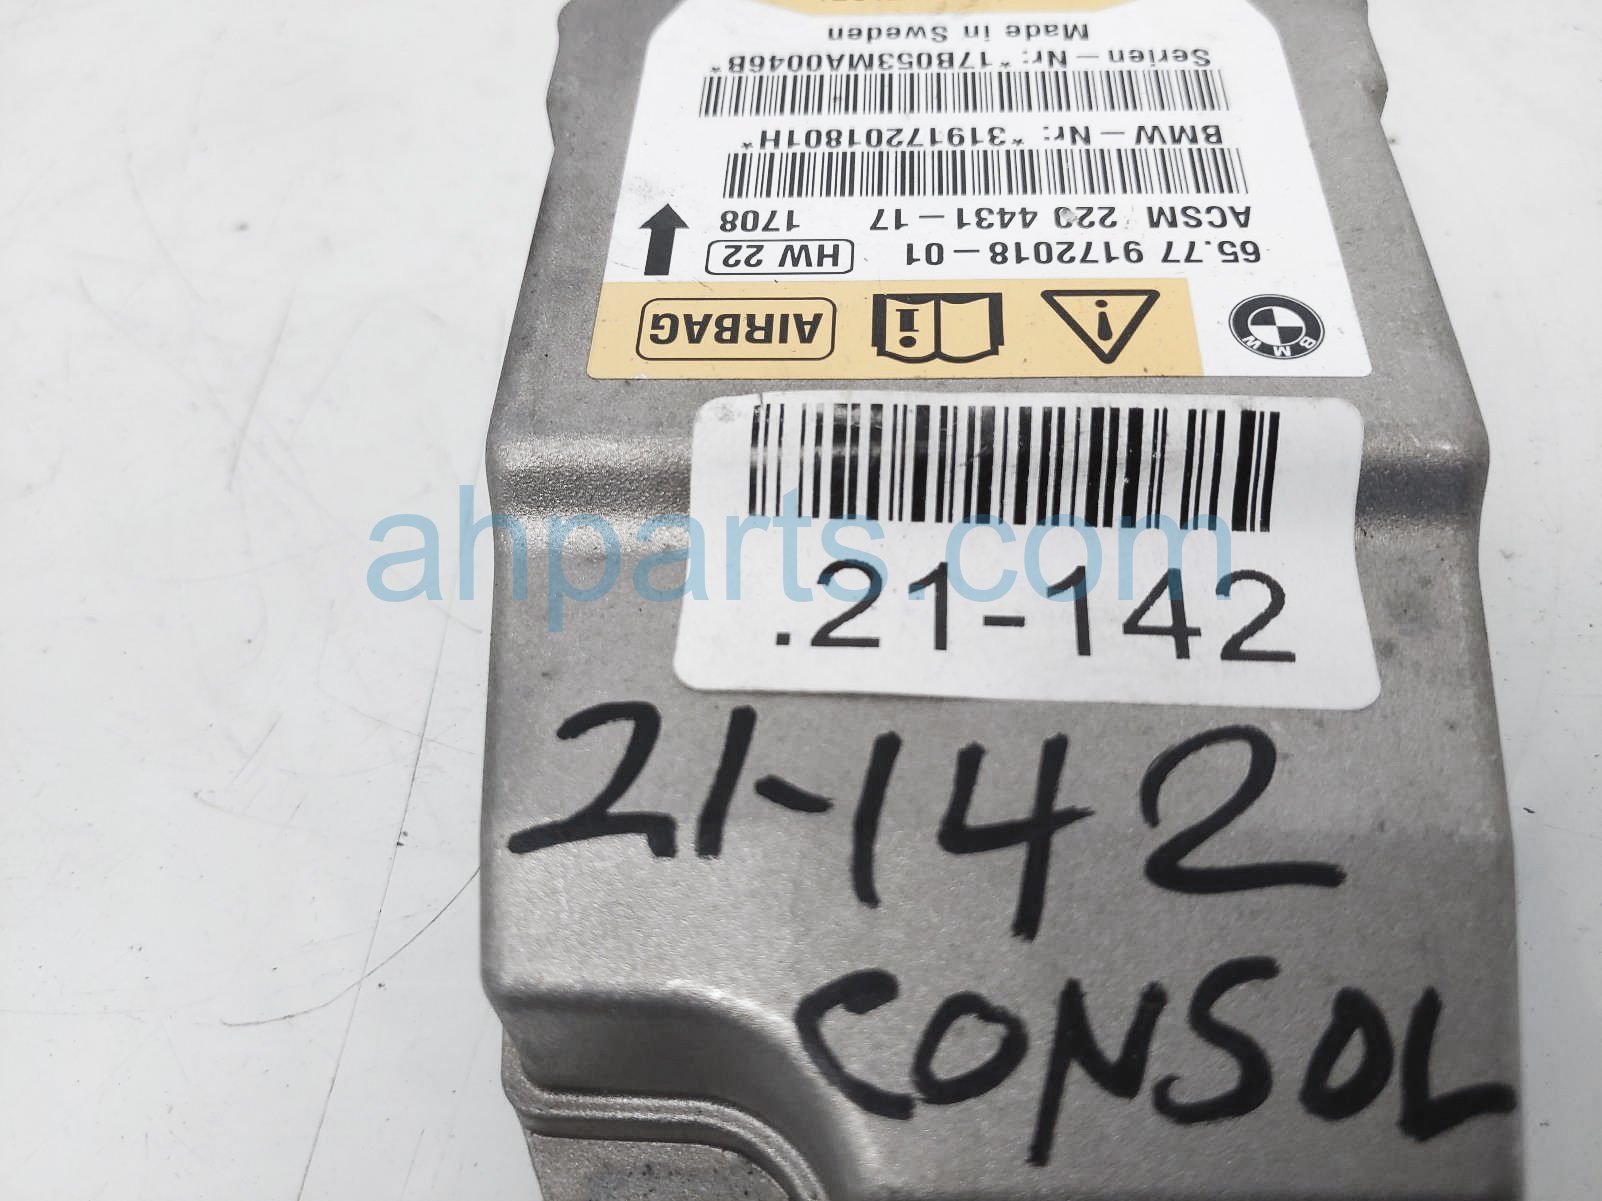 Made in Sweden
Serien-Nr: *17B053MA0046B*
BMW-Nr: *31917201801H*
ACSM 220 4431-17 1708
65.77 9172018-01 HW 22
AIRBAG
BMW
.21-142
21-142
CONSOL
ahparts.com